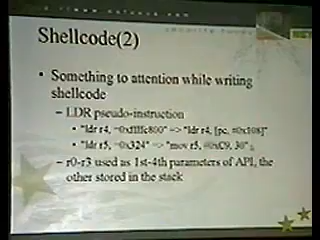 Shellcode(2)
• Something to attention while writing
shellcode
– LDR pseudo-instruction
• "ldr r4, =0xffffc800" => "ldr r4, [pc, #0x108]"
• "ldr r5, =0x324" => "mov r5, #0xC9, 30"
– r0-r3 used as 1st-4th parameters of API, the
other stored in the stack